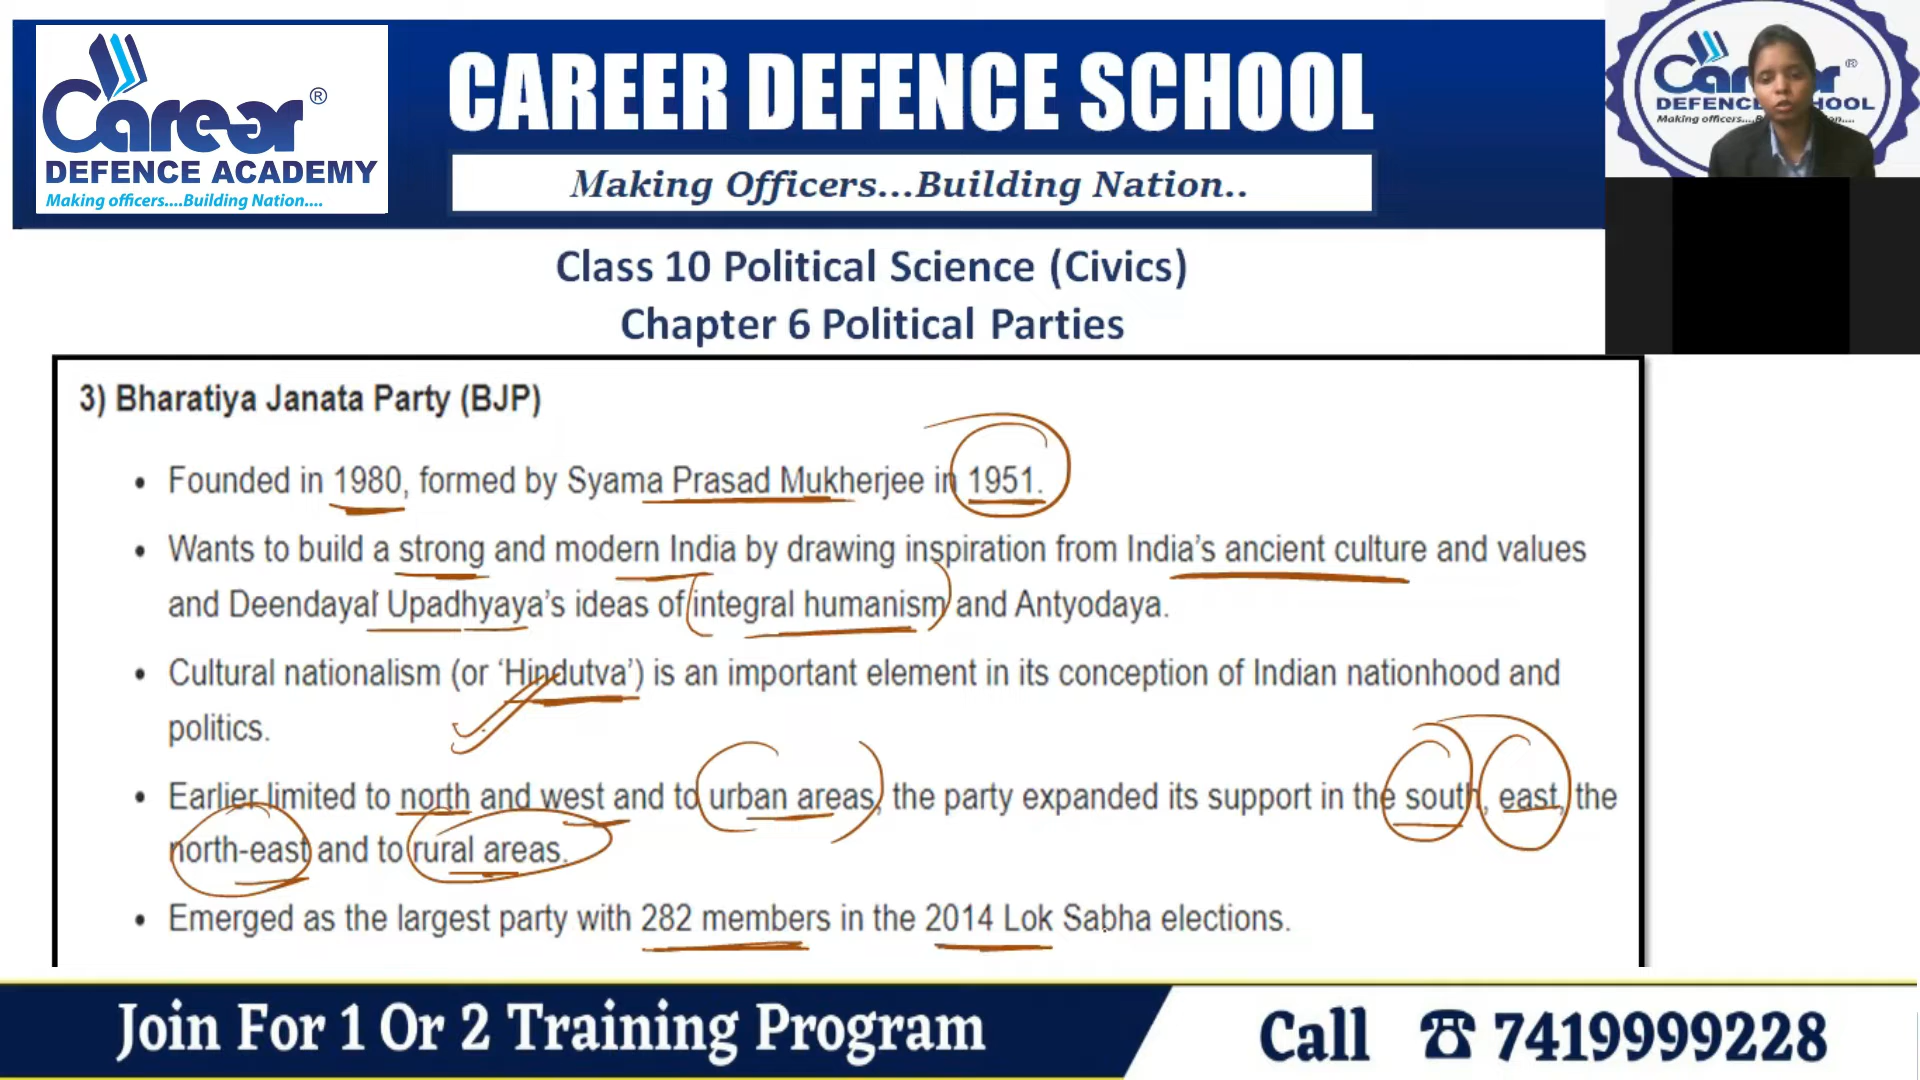 Career ®
DEFENCE ACADEMY
Making officers....Building Nation....
CAREER DEFENCE SCHOOL
Making Officers...Building Nation..
®
DEFENCE SCHOOL
Making officers....
Class 10 Political Science (Civics)
Chapter 6 Political Parties
3) Bharatiya Janata Party (BJP)
• Founded in 1980, formed by Syama Prasad Mukherjee in 1951.
• Wants to build a strong and modern India by drawing inspiration from India’s ancient culture and values
and Deendayal Upadhyaya’s ideas of integral humanism and Antyodaya.
• Cultural nationalism (or ‘Hindutva’) is an important element in its conception of Indian nationhood and
politics.
• Earlier limited to north and west and to urban areas, the party expanded its support in the south, east, the
north-east and to rural areas.
• Emerged as the largest party with 282 members in the 2014 Lok Sabha elections.
Join For 1 Or 2 Training Program
Call ☎ 7419999228